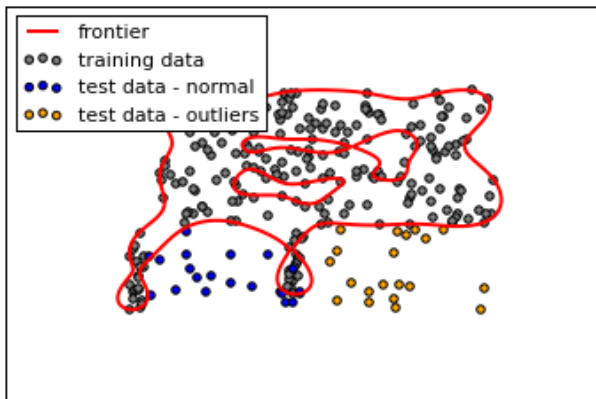 frontier
training data
test data - normal
test data - outliers